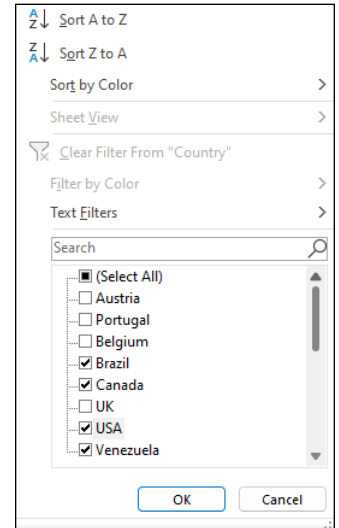 Sort A to Z
Sort Z to A
Sort by Color
Sheet View
Clear Filter From "Country"
Filter by Color
Text Filters
Search
(Select All)
Austria
Portugal
Belgium
Brazil
Canada
UK
USA
Venezuela
OK Cancel